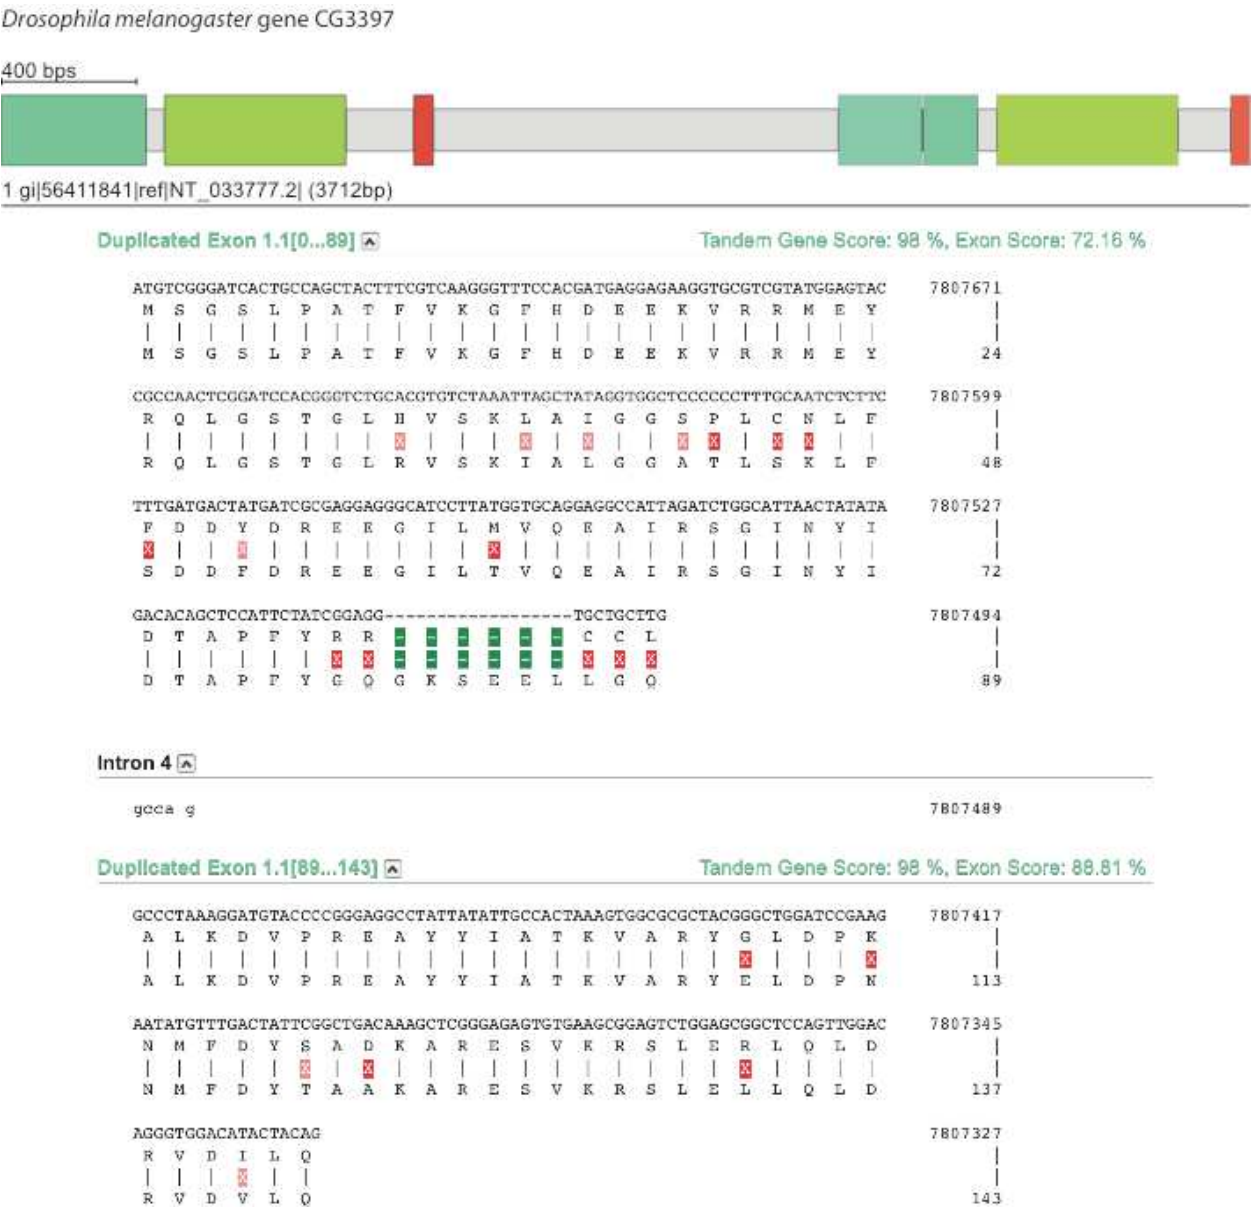 Drosophila melanogaster gene CG3397
400 bps
1 gi|56411841|ref|NT_033777.2| (3712bp)
Duplicated Exon 1.1[0...89] Tandem Gene Score: 98 %, Exon Score: 72.16 %
ATGTCGGGATCACTGCCAGCTACTTTCGTCAAGGGTTTCCACGATGAGGAGAAGGTGCGTCGTATGGAGTAC 7807671
M S G S L P A T F V K G F H D E E K V R R M E Y |
| | | | | | | | | | | | | | | | | | | | | | | | |
M S G S L P A T F V K G F H D E E K V R R M E Y 24
CGCCAACTCGGATCCACGGGTCTGCACGTGTCTAAATTAGCTATAGGTGGCTCCCCCCTTTGCAATCTCTTC 7807599
R Q L G S T G L H V S K L A I G G S P L C N L F |
| | | | | | | | X | | | X | X | | X X | X X | | |
R Q L G S T G L R V S K I A L G G A T L S K L F 48
TTTGATGACTATGATCGCGAGGAGGGCATCCTTATGGTGCAGGAGGCCATTAGATCTGGCATTAACTATATA 7807527
F D D Y D R E E G I L M V Q E A I R S G I N Y I |
X | | X | | | | | | | X | | | | | | | | | | | | |
S D D F D R E E G I L T V Q E A I R S G I N Y I 72
GACACAGCTCCATTCTATCGGAGG------------------TGCTGCTTG 7807494
D T A P F Y R R - - - - - - C C L |
| | | | | | X X - - - - - - X X X |
D T A P F Y G Q G K S E E L L G Q 89
Intron 4
gcca g 7807489
Duplicated Exon 1.1[89...143] Tandem Gene Score: 98 %, Exon Score: 88.81 %
GCCCTAAAGGATGTACCCCGGGAGGCCTATTATATTGCCACTAAAGTGGCGCGCTACGGGCTGGATCCGAAG 7807417
A L K D V P R E A Y Y I A T K V A R Y G L D P K |
| | | | | | | | | | | | | | | | | | | X | | | X |
A L K D V P R E A Y Y I A T K V A R Y E L D P N 113
AATATGTTTGACTATTCGGCTGACAAAGCTCGGGAGAGTGTGAAGCGGAGTCTGGAGCGGCTCCAGTTGGAC 7807345
N M F D Y S A D K A R E S V K R S L E R L Q L D |
| | | | | X | X | | | | | | | | | | | X | | | | |
N M F D Y T A A K A R E S V K R S L E L L Q L D 137
AGGGTGGACATACTACAG 7807327
R V D I L Q |
| | | X | | |
R V D V L Q 143